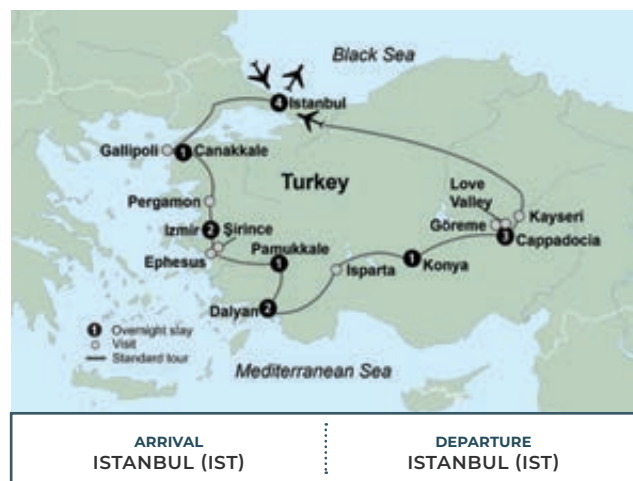 Black Sea
4
Istanbul
Gallipoli
1
Canakkale
Turkey
Love
Valley
Pergamon
Kayseri
Izmir
2
Şirince
Göreme
3
Cappadocia
Pamukkale
1
Ephesus
Isparta
1
Konya
Dalyan
2
1 Overnight stay
Visit
Standard tour
Mediterranean Sea
ARRIVAL
ISTANBUL (IST)
DEPARTURE
ISTANBUL (IST)